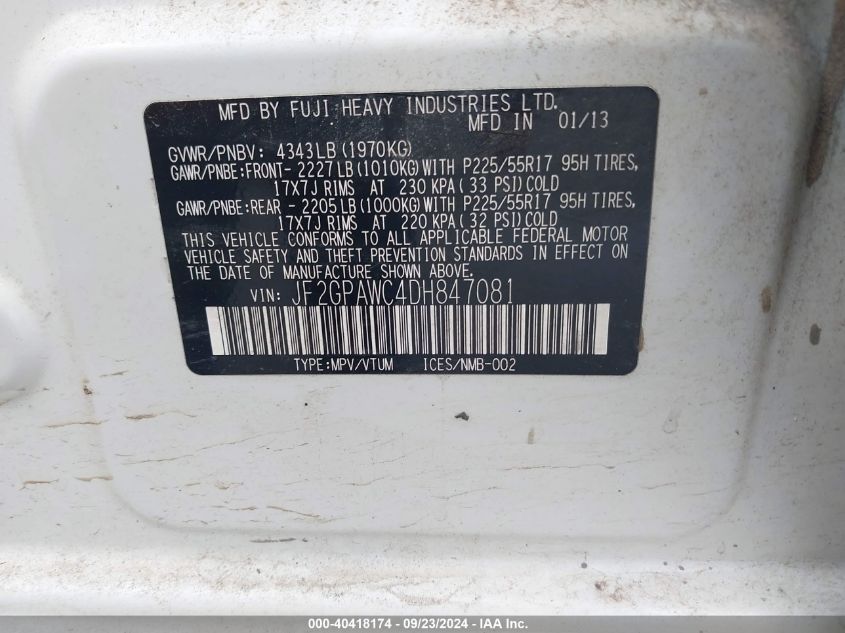 MFD BY FUJI HEAVY INDUSTRIES LTD.
MFD IN 01/13
GVWR/PNBV: 4343LB (1970KG)
GAWR/PNBE:FRONT- 2227LB (1010KG) WITH P225/55R17 95H TIRES,
17X7J RIMS AT 230 KPA( 33 PSI) COLD
GAWR/PNBE:REAR - 2205LB (1000KG) WITH P225/55R17 95H TIRES,
17X7J RIMS AT 220 KPA( 32 PSI) COLD
THIS VEHICLE CONFORMS TO ALL APPLICABLE FEDERAL MOTOR
VEHICLE SAFETY AND THEFT PREVENTION STANDARDS IN EFFECT ON
THE DATE OF MANUFACTURE SHOWN ABOVE.
VIN: JF2GPAWC4DH847081
TYPE:MPV/VTUM ICES/NMB-002
000-40418174 - 09/23/2024 - IAA Inc.